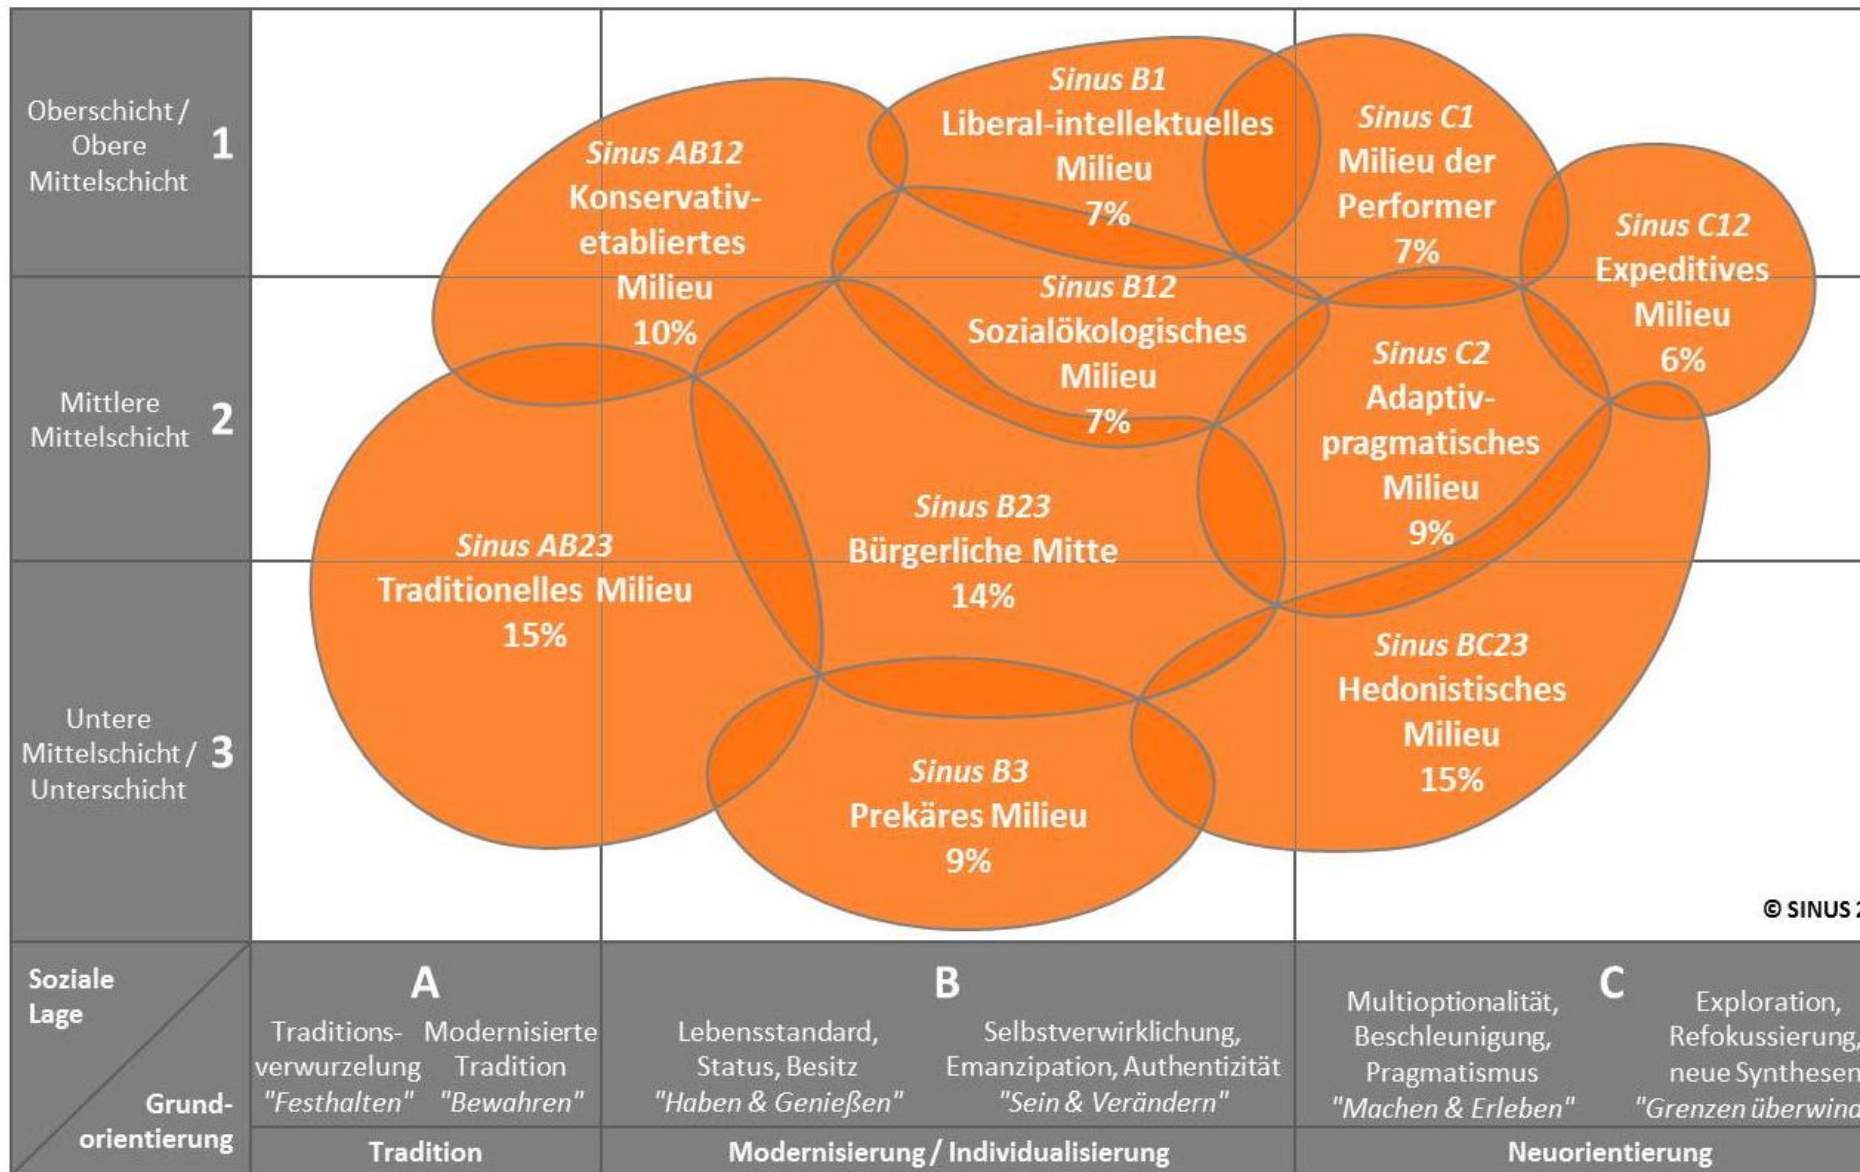 Oberschicht /
Obere
Mittelschicht
1
Mittlere
Mittelschicht
2
Untere
Mittelschicht /
Unterschicht
3
Sinus AB12
Konservativ-
etabliertes
Milieu
10%
Sinus B1
Liberal-intellektuelles
Milieu
7%
Sinus C1
Milieu der
Performer
7%
Sinus C12
Expeditives
Milieu
6%
Sinus B12
Sozialökologisches
Milieu
7%
Sinus C2
Adaptiv-
pragmatisches
Milieu
9%
Sinus AB23
Traditionelles Milieu
15%
Sinus B23
Bürgerliche Mitte
14%
Sinus BC23
Hedonistisches
Milieu
15%
Sinus B3
Prekäres Milieu
9%
© SINUS 2
Soziale
Lage
Grund-
orientierung
A
Traditions-
verwurzelung
"Festhalten"
Modernisierte
Tradition
"Bewahren"
B
Lebensstandard,
Status, Besitz
"Haben & Genießen"
Selbstverwirklichung,
Emanzipation, Authentizität
"Sein & Verändern"
C
Multioptionalität,
Beschleunigung,
Pragmatismus
"Machen & Erleben"
Exploration,
Refokussierung,
neue Synthesen
"Grenzen überwind
Tradition
Modernisierung / Individualisierung
Neuorientierung